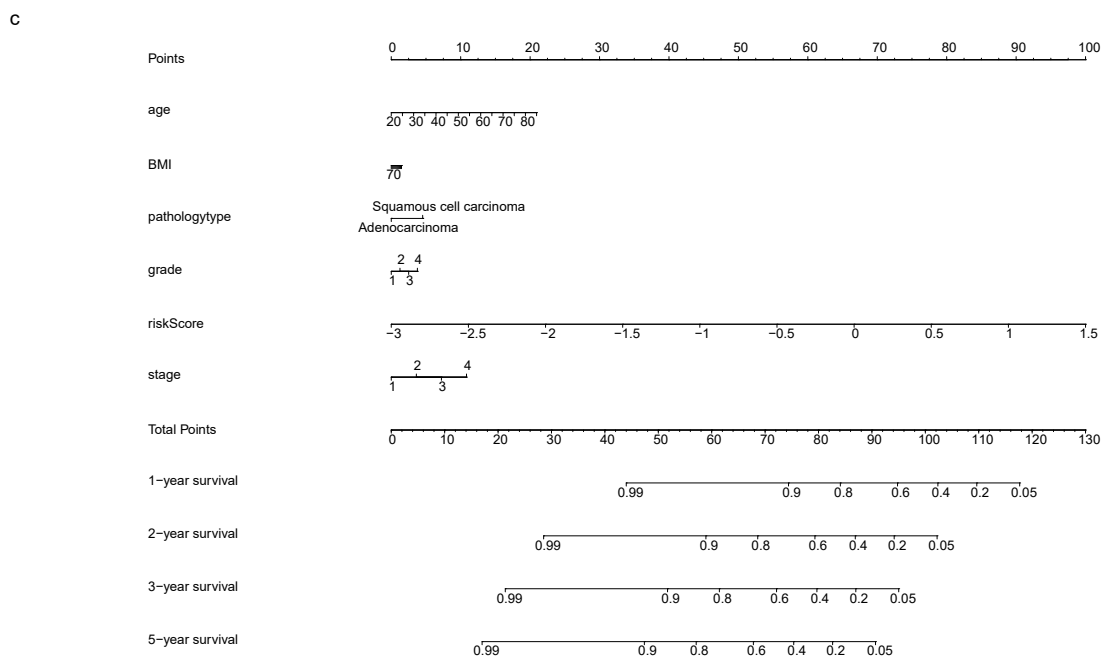 C
Points 0 10 20 30 40 50 60 70 80 90 100
age
20 30 40 50 60 70 80
BMI
70
Squamous cell carcinoma
pathologytype
Adenocarcinoma
2 4
grade
1 3
riskScore
−3 −2.5 −2 −1.5 −1 −0.5 0 0.5 1 1.5
2 4
stage
1 3
Total Points
0 10 20 30 40 50 60 70 80 90 100 110 120 130
1−year survival
0.99 0.9 0.8 0.6 0.4 0.2 0.05
2−year survival
0.99 0.9 0.8 0.6 0.4 0.2 0.05
3−year survival
0.99 0.9 0.8 0.6 0.4 0.2 0.05
5−year survival
0.99 0.9 0.8 0.6 0.4 0.2 0.05